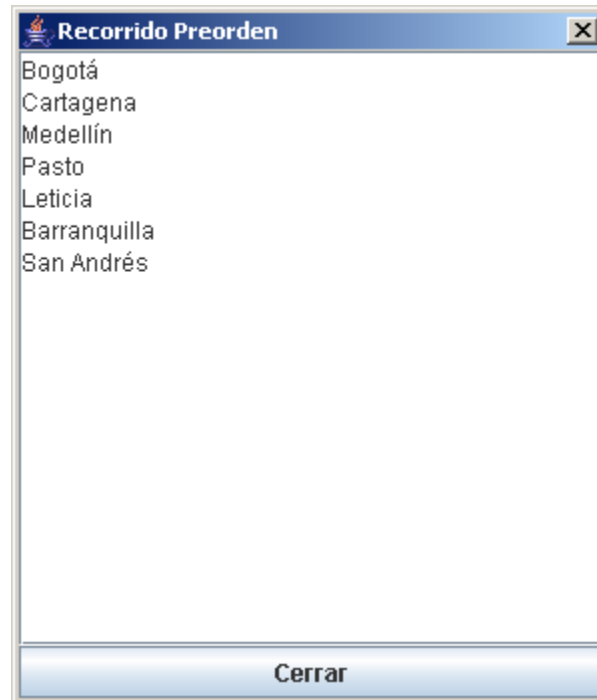 Recorrido Preorden
Bogotá
Cartagena
Medellín
Pasto
Leticia
Barranquilla
San Andrés
Cerrar